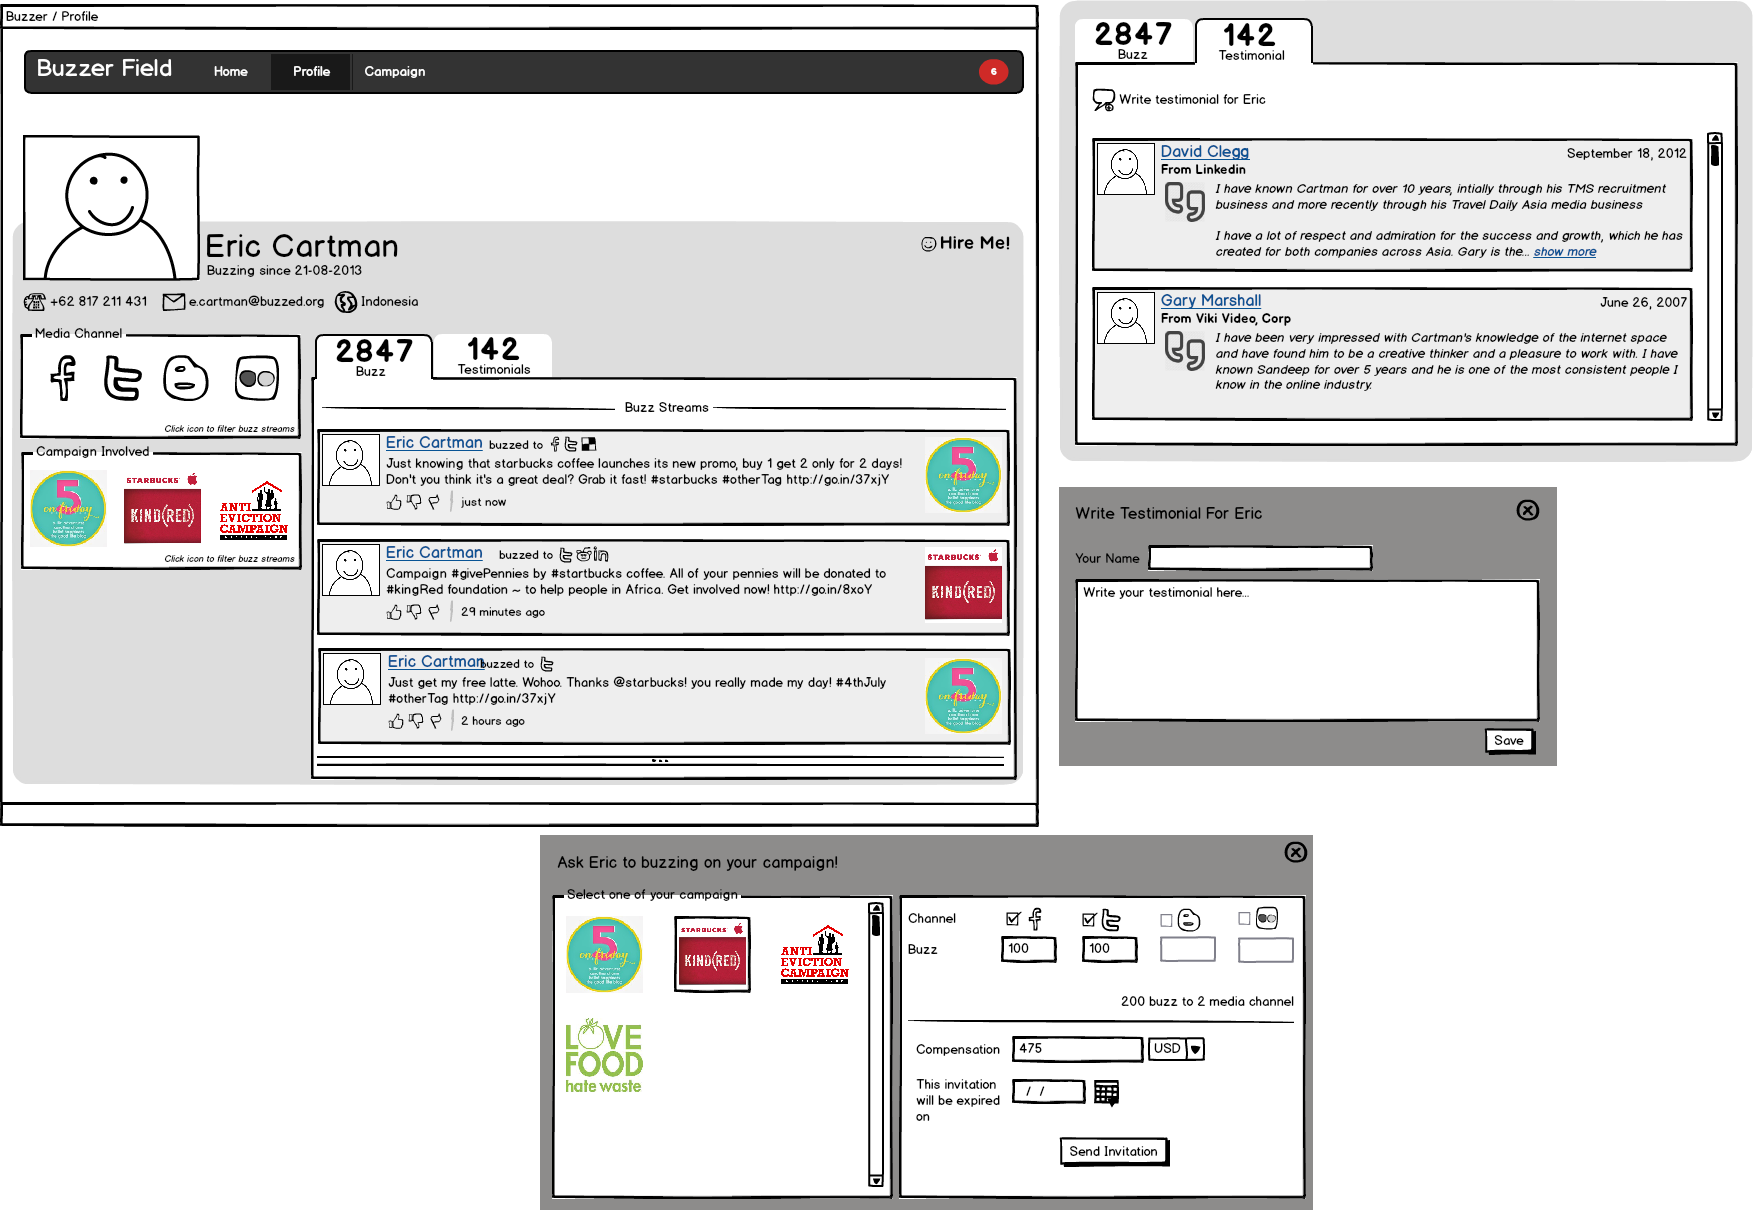 Buzzer / Profile
Buzzer Field
Home
Profile
Campaign
6
Eric Cartman
Buzzing since 21-08-2013
Hire Me!
+62 817 211 431
e.cartman@buzzed.org
Indonesia
Media Channel
Click icon to filter buzz streams
Campaign Involved
5
on friday
STARBUCKS
KIND(RED)
ANTI
EVICTION
CAMPAIGN
Click icon to filter buzz streams
2847
Buzz
142
Testimonials
Buzz Streams
Eric Cartman buzzed to
Just knowing that starbucks coffee launches its new promo, buy 1 get 2 only for 2 days!
Don't you think it's a great deal? Grab it fast! #starbucks #otherTag http://go.in/37xjY
just now
5
on friday
Eric Cartman buzzed to
Campaign #givePennies by #startbucks coffee. All of your pennies will be donated to
#kingRed foundation ~ to help people in Africa. Get involved now! http://go.in/8xoY
29 minutes ago
STARBUCKS
KIND(RED)
Eric Cartman buzzed to
Just get my free latte. Wohoo. Thanks @starbucks! you really made my day! #4thJuly
#otherTag http://go.in/37xjY
2 hours ago
5
on friday
...
2847
Buzz
142
Testimonial
Write testimonial for Eric
David Clegg
September 18, 2012
From Linkedin
I have known Cartman for over 10 years, intially through his TMS recruitment
business and more recently through his Travel Daily Asia media business
I have a lot of respect and admiration for the success and growth, which he has
created for both companies across Asia. Gary is the... show more
Gary Marshall
June 26, 2007
From Viki Video, Corp
I have been very impressed with Cartman's knowledge of the internet space
and have found him to be a creative thinker and a pleasure to work with. I have
known Sandeep for over 5 years and he is one of the most consistent people I
know in the online industry.
Write Testimonial For Eric
Your Name
Write your testimonial here...
Save
Ask Eric to buzzing on your campaign!
Select one of your campaign
5
on friday
STARBUCKS
KIND(RED)
ANTI
EVICTION
CAMPAIGN
LOVE
FOOD
hate waste
Channel
Buzz
100
100
200 buzz to 2 media channel
Compensation
475
USD
This invitation
will be expired
on
/ /
Send Invitation